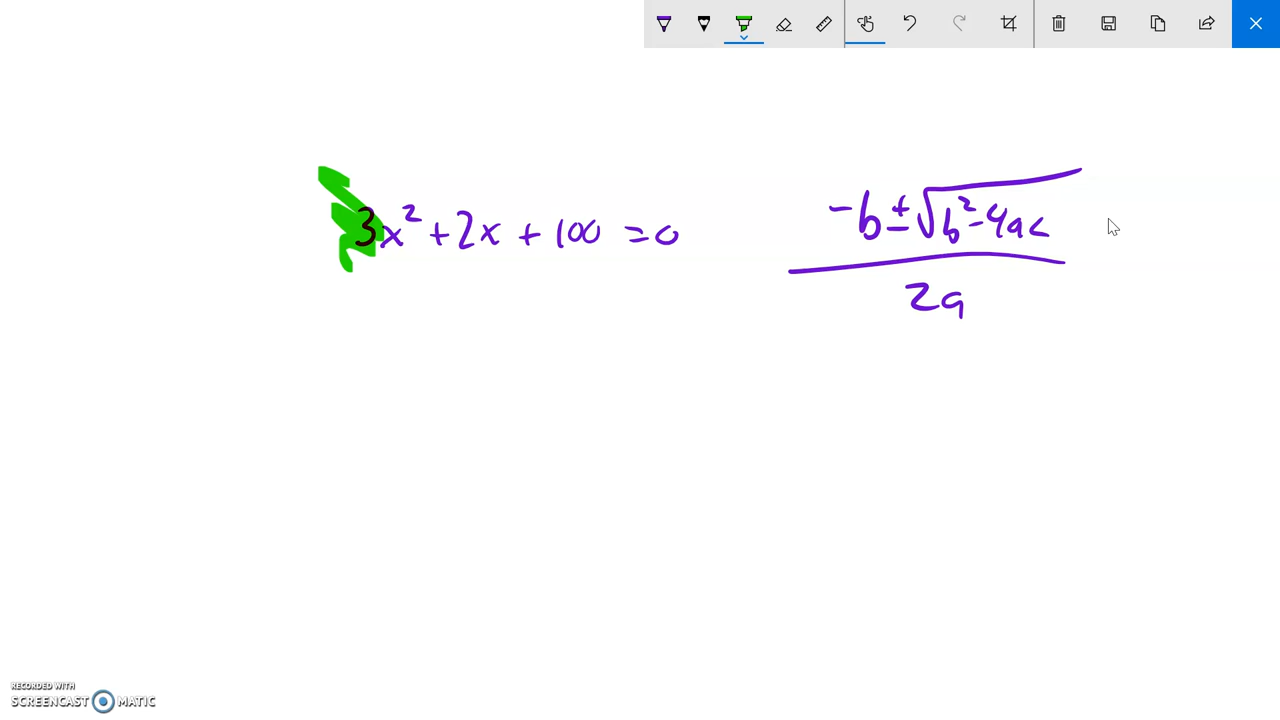 3x² + 2x + 100 = 0
-b ± √b² - 4ac
2a
RECORDED WITH
SCREENCAST MATIC